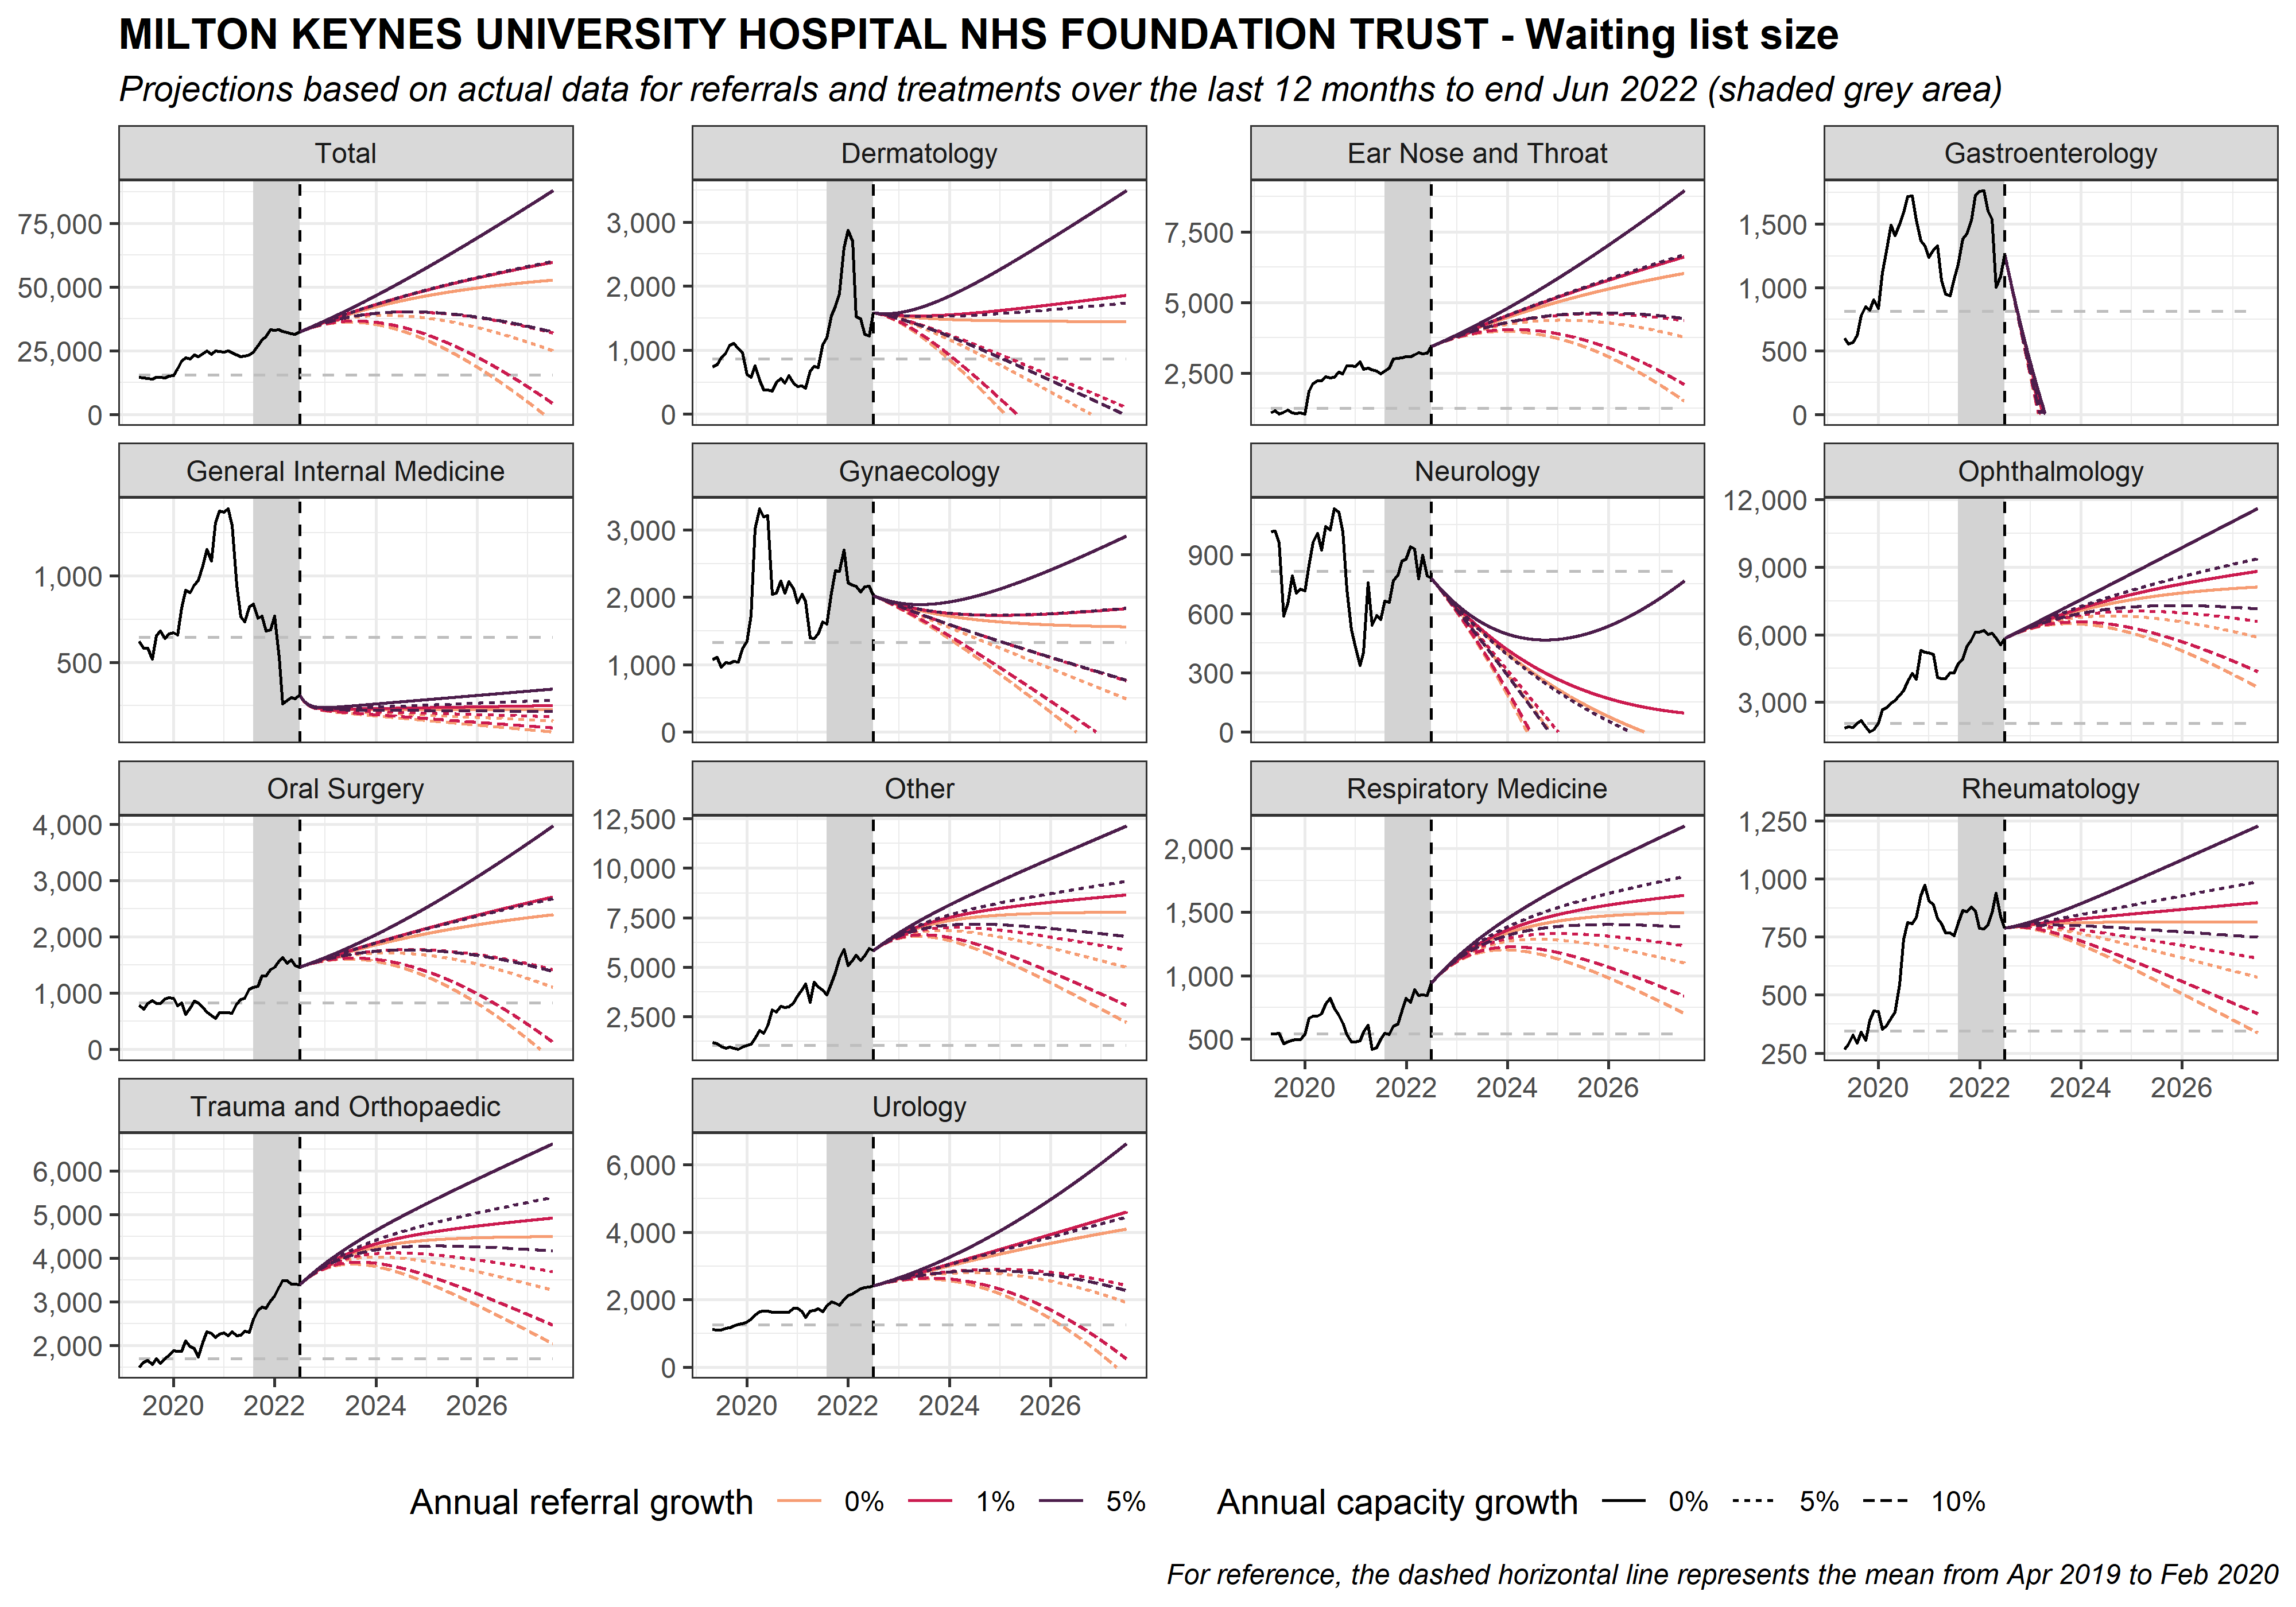 MILTON KEYNES UNIVERSITY HOSPITAL NHS FOUNDATION TRUST - Waiting list size
Projections based on actual data for referrals and treatments over the last 12 months to end Jun 2022 (shaded grey area)
Total
75,000
50,000
25,000
0
Dermatology
3,000
2,000
1,000
0
Ear Nose and Throat
7,500
5,000
2,500
Gastroenterology
1,500
1,000
500
0
General Internal Medicine
1,000
500
Gynaecology
3,000
2,000
1,000
0
Neurology
900
600
300
0
Ophthalmology
12,000
9,000
6,000
3,000
Oral Surgery
4,000
3,000
2,000
1,000
0
Other
12,500
10,000
7,500
5,000
2,500
Respiratory Medicine
2,000
1,500
1,000
500
2020 2022 2024 2026
Rheumatology
1,250
1,000
750
500
250
2020 2022 2024 2026
Trauma and Orthopaedic
6,000
5,000
4,000
3,000
2,000
2020 2022 2024 2026
Urology
6,000
4,000
2,000
0
2020 2022 2024 2026
Annual referral growth 0% 1% 5% Annual capacity growth 0% 5% 10%
For reference, the dashed horizontal line represents the mean from Apr 2019 to Feb 2020